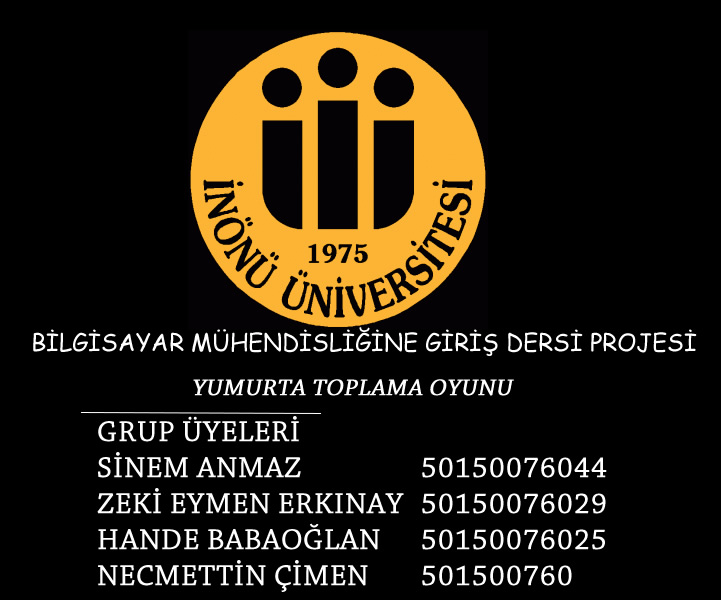 1975
İNÖNÜ ÜNİVERSİTESİ
BİLGİSAYAR MÜHENDİSLİĞİNE GİRİŞ DERSİ PROJESİ
YUMURTA TOPLAMA OYUNU
GRUP ÜYELERİ
SİNEM ANMAZ 50150076044
ZEKİ EYMEN ERKINAY 50150076029
HANDE BABAOĞLAN 50150076025
NECMETTİN ÇİMEN 501500760